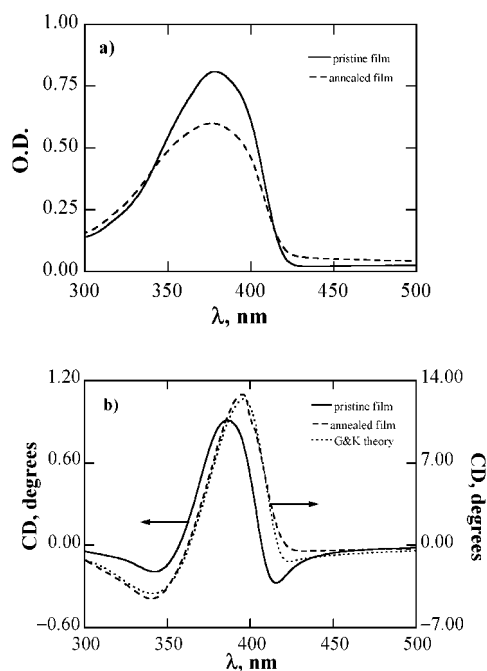 a)
1.00
0.75
0.50
0.25
0.00
O.D.
pristine film
annealed film
300 350 400 450 500
λ, nm
b)
1.20
0.60
0.00
−0.60
CD, degrees
pristine film
annealed film
G&K theory
14.00
7.00
0.00
−7.00
CD, degrees
300 350 400 450 500
λ, nm